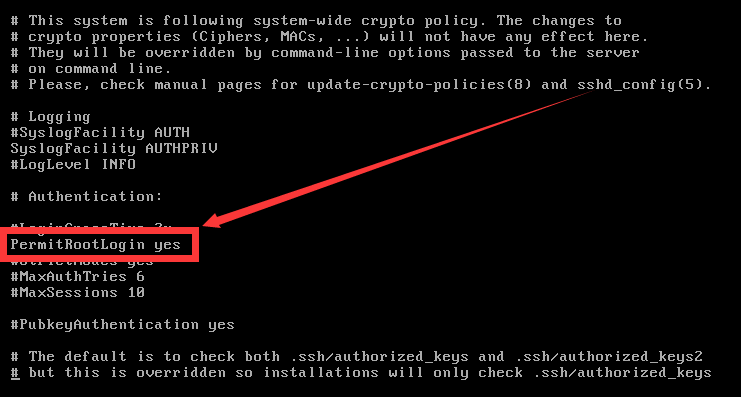 # This system is following system-wide crypto policy. The changes to
# crypto properties (Ciphers, MACs, ...) will not have any effect here.
# They will be overridden by command-line options passed to the server
# on command line.
# Please, check manual pages for update-crypto-policies(8) and sshd_config(5).
# Logging
#SyslogFacility AUTH
SyslogFacility AUTHPRIV
#LogLevel INFO
# Authentication:
#LoginGraceTime 2m
PermitRootLogin yes
#StrictModes yes
#MaxAuthTries 6
#MaxSessions 10
#PubkeyAuthentication yes
# The default is to check both .ssh/authorized_keys and .ssh/authorized_keys2
# but this is overridden so installations will only check .ssh/authorized_keys